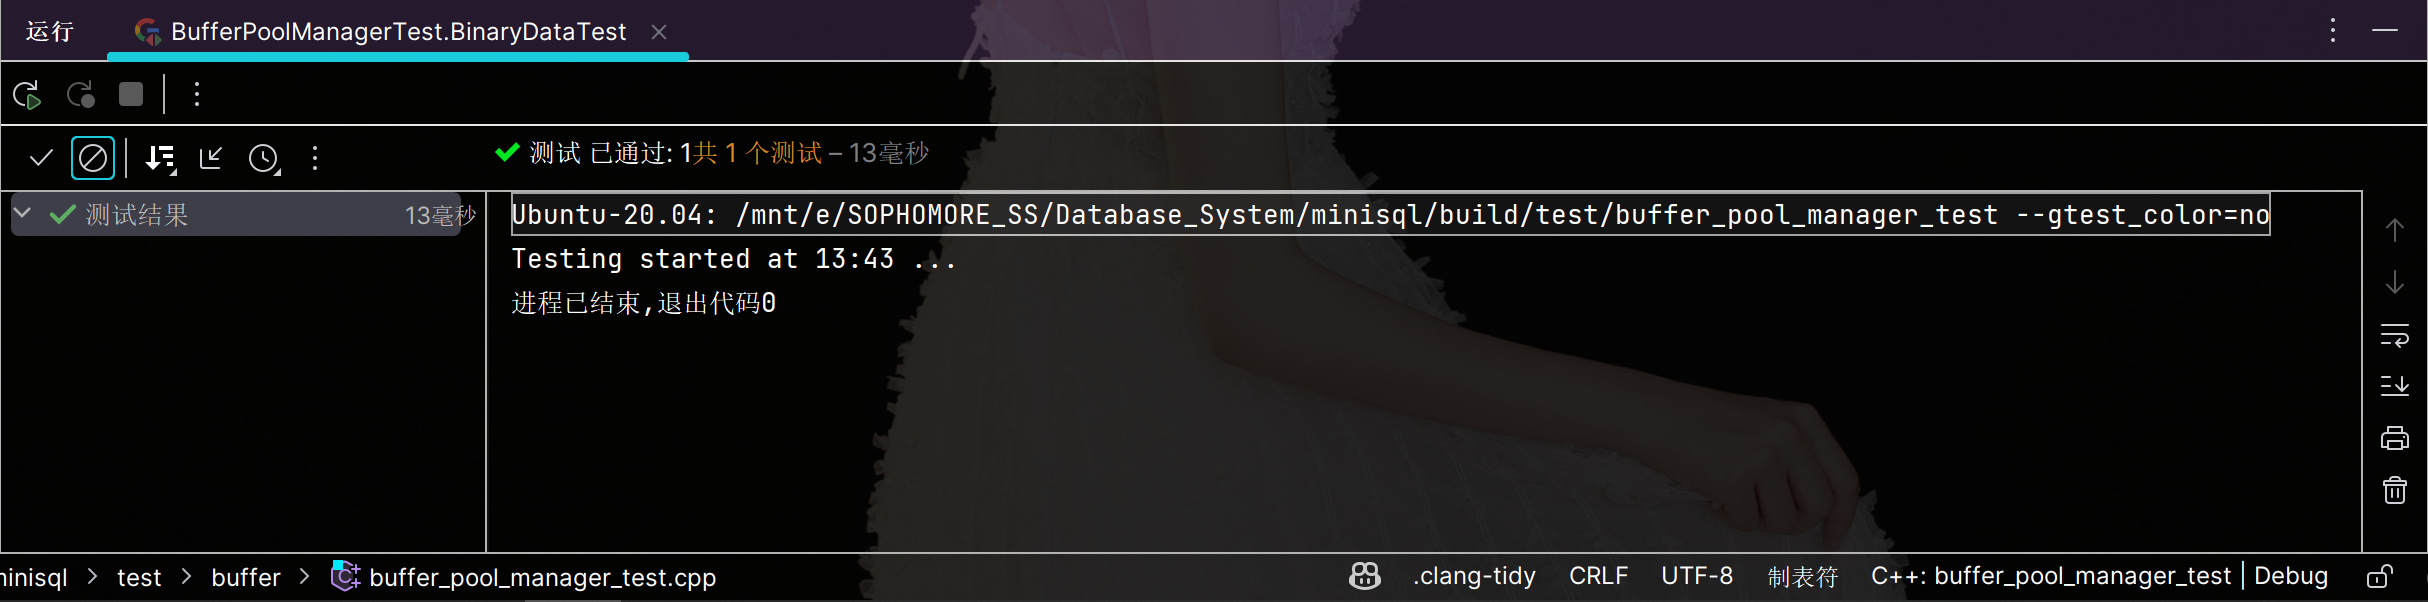 运行 BufferPoolManagerTest.BinaryDataTest
测试 已通过: 1共 1 个测试 – 13毫秒
测试结果 13毫秒
Ubuntu-20.04: /mnt/e/SOPHOMORE_SS/Database_System/minisql/build/test/buffer_pool_manager_test --gtest_color=no
Testing started at 13:43 ...
进程已结束,退出代码0
inisql > test > buffer > buffer_pool_manager_test.cpp .clang-tidy CRLF UTF-8 制表符 C++: buffer_pool_manager_test | Debug